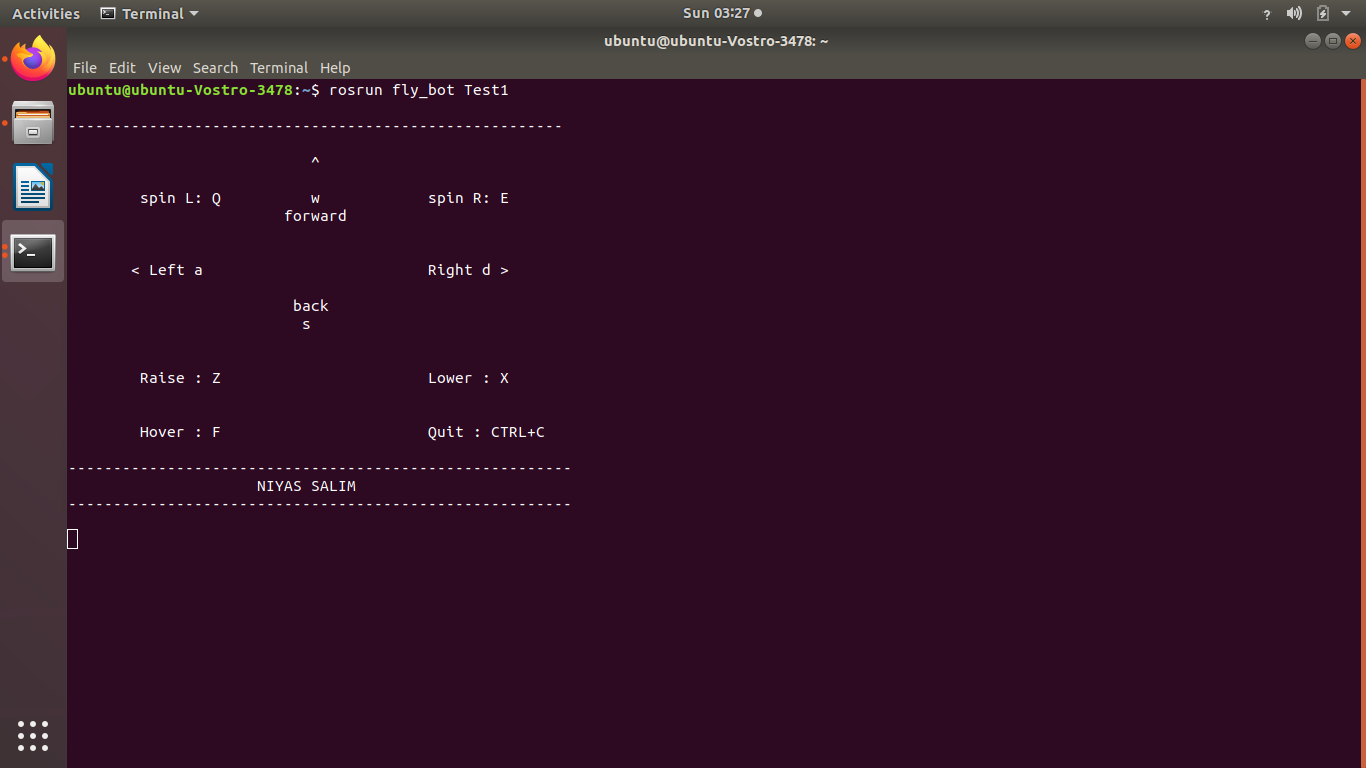 Activities Terminal Sun 03:27 ?
ubuntu@ubuntu-Vostro-3478: ~
File Edit View Search Terminal Help
ubuntu@ubuntu-Vostro-3478:~$ rosrun fly_bot Test1
-------------------------------------------------------
^
spin L: Q w spin R: E
forward
< Left a Right d >
back
s
Raise : Z Lower : X
Hover : F Quit : CTRL+C
--------------------------------------------------------
NIYAS SALIM
--------------------------------------------------------